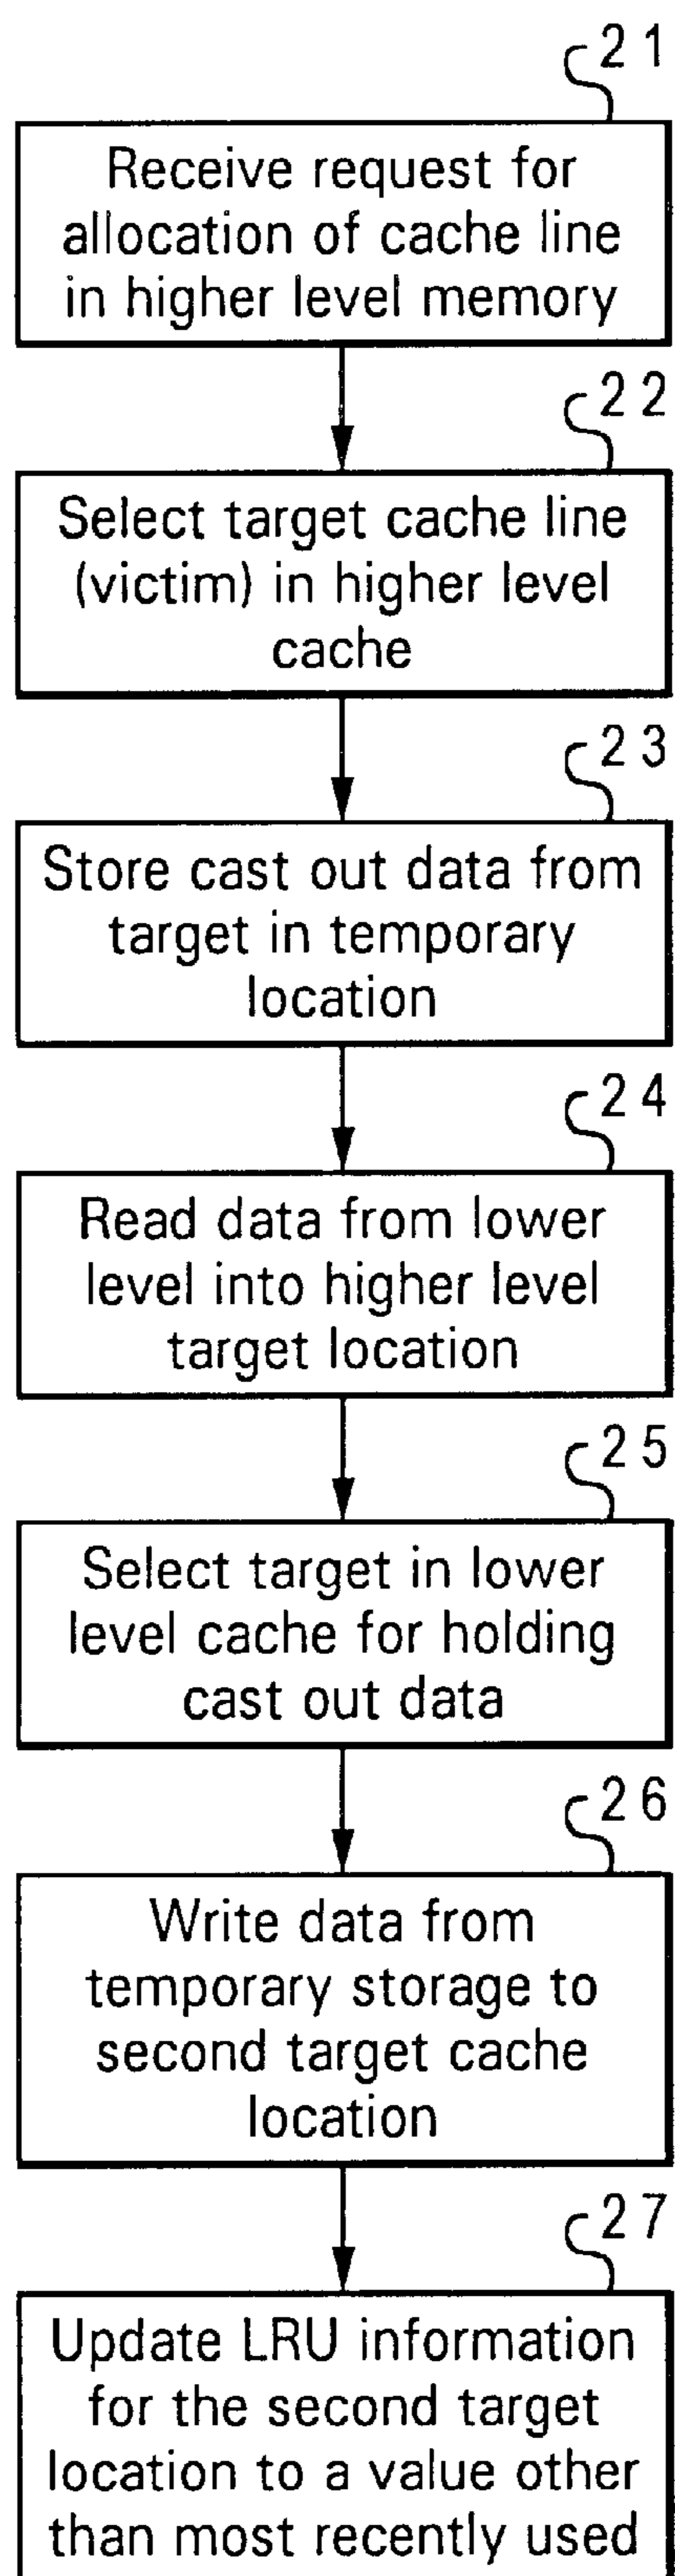 21
Receive request for
allocation of cache line
in higher level memory
22
Select target cache line
(victim) in higher level
cache
23
Store cast out data from
target in temporary
location
24
Read data from lower
level into higher level
target location
25
Select target in lower
level cache for holding
cast out data
26
Write data from
temporary storage to
second target cache
location
27
Update LRU information
for the second target
location to a value other
than most recently used